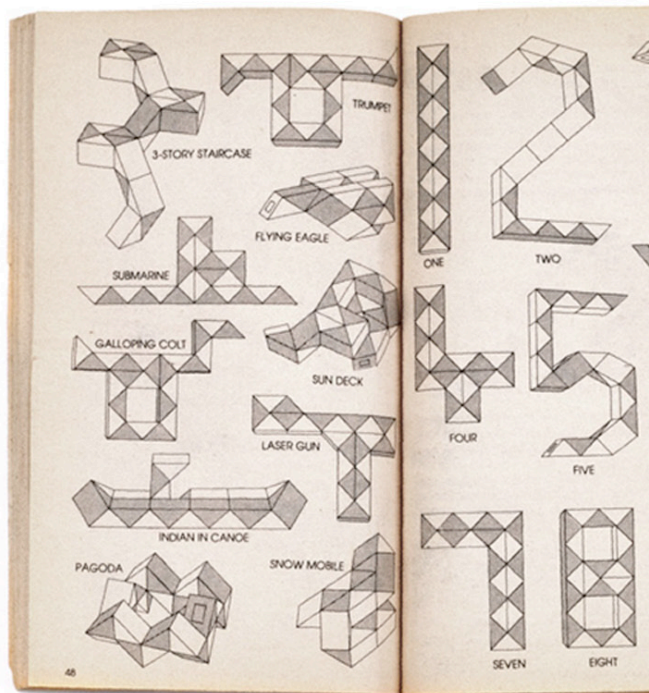 3-STORY STAIRCASE
TRUMPET
FLYING EAGLE
SUBMARINE
GALLOPING COLT
SUN DECK
LASER GUN
INDIAN IN CANOE
PAGODA
SNOW MOBILE
48
ONE
TWO
FOUR
FIVE
SEVEN
EIGHT